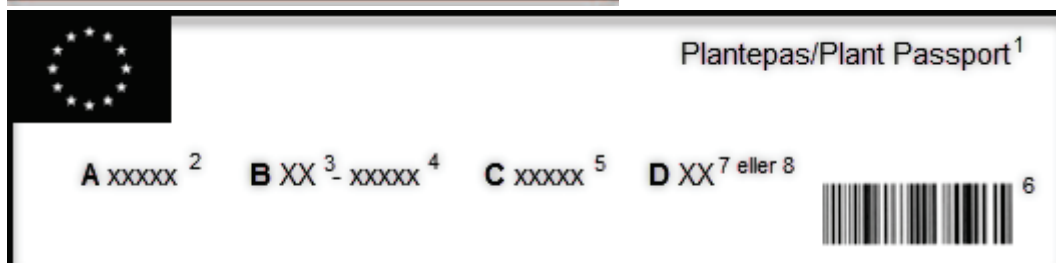 Plantepas/Plant Passport¹
A xxxxx ² B XX ³- xxxxx ⁴ C xxxxx ⁵ D XX⁷ ᵉˡˡᵉʳ ⁸
⁶